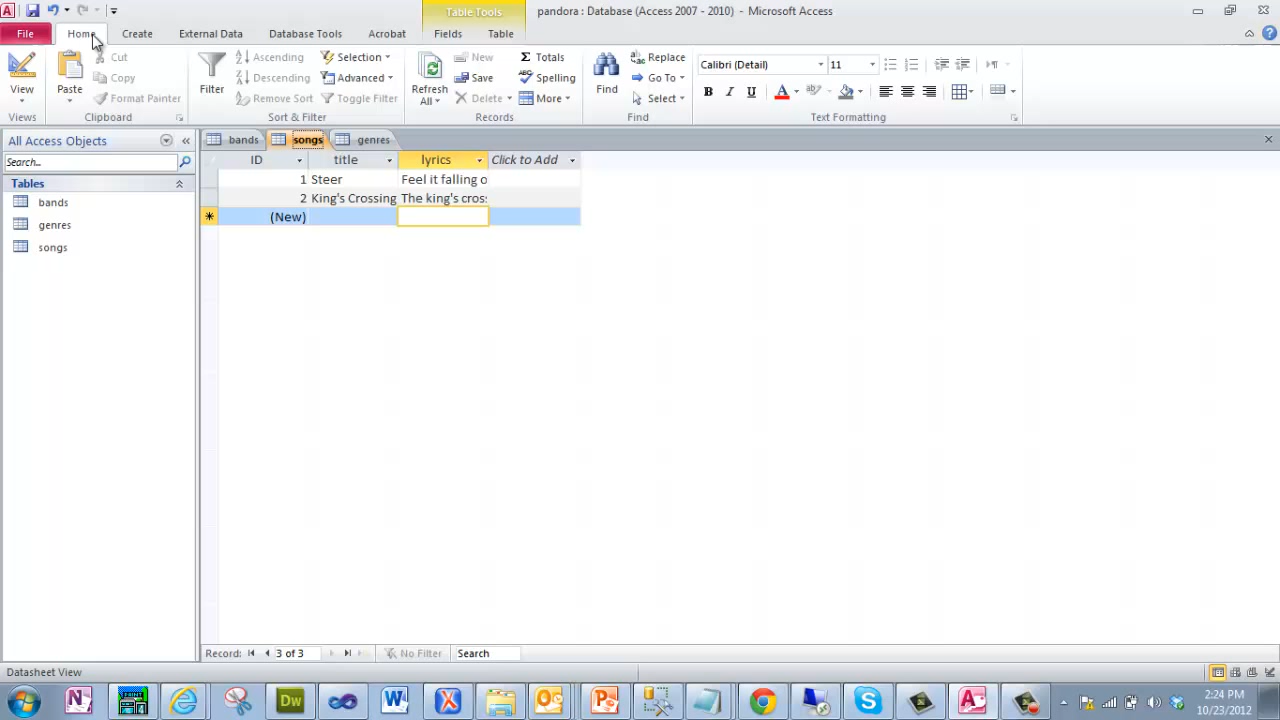 Table Tools
pandora : Database (Access 2007 - 2010) - Microsoft Access
File
Home
Create
External Data
Database Tools
Acrobat
Fields
Table
View
Views
Paste
Cut
Copy
Format Painter
Clipboard
Filter
Ascending
Descending
Remove Sort
Selection
Advanced
Toggle Filter
Sort & Filter
Refresh
All
New
Save
Delete
Totals
Spelling
More
Records
Find
Replace
Go To
Select
Find
Calibri (Detail)
11
B I U
A
Text Formatting
All Access Objects
Search...
Tables
bands
genres
songs
bands
songs
genres
ID title lyrics Click to Add
1 Steer Feel it falling o
2 King's Crossing The king's cros
(New)
Record: 3 of 3 No Filter Search
Datasheet View
2:24 PM
10/23/2012